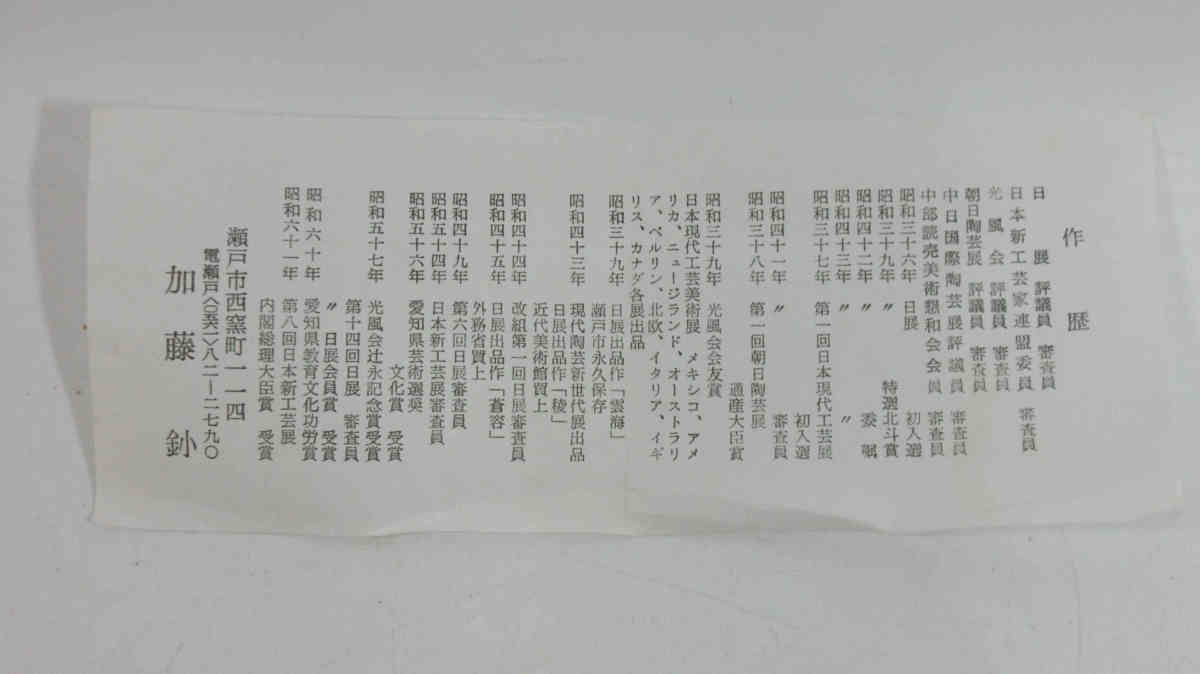 作歴
日展 評議員 審査員
日本新工芸家連盟委員 審査員
光風会 評議員 審査員
朝日陶芸展 評議員 審査員
中日国際陶芸展評議員 審査員
中部読売美術懇和会会員 審査員
昭和三十六年 日展 初入選
昭和三十九年 〃 特選北斗賞
昭和四十二年 〃 委嘱
昭和四十三年 〃 〃
昭和三十七年 第一回日本現代工芸展
初入選
昭和四十一年 〃 審査員
昭和三十八年 第一回朝日陶芸展
通産大臣賞
昭和三十九年 光風会会友賞
日本現代工芸美術展 メキシコ、アメ
リカ、ニュージランド、オーストラリ
ア、ベルリン、北欧、イタリア、イギ
リス、カナダ各展出品
昭和三十九年 日展出品作「雲海」
瀬戸市永久保存
昭和四十三年 現代陶芸新世代展出品
日展出品作「稜」
近代美術館買上
昭和四十四年 改組第一回日展審査員
昭和四十五年 日展出品作「蒼容」
外務省買上
昭和四十九年 第六回日展審査員
昭和五十四年 日本新工芸展審査員
昭和五十六年 愛知県芸術選奨
文化賞 受賞
昭和五十七年 光風会辻永記念賞受賞
第十四回日展 審査員
〃 日展会員賞 受賞
昭和六十年 愛知県教育文化功労賞
昭和六十一年 第八回日本新工芸展
内閣総理大臣賞 受賞
瀬戸市西窯町一一四
電瀬戸〈〇五六一〉八二―二七九〇
加藤釥